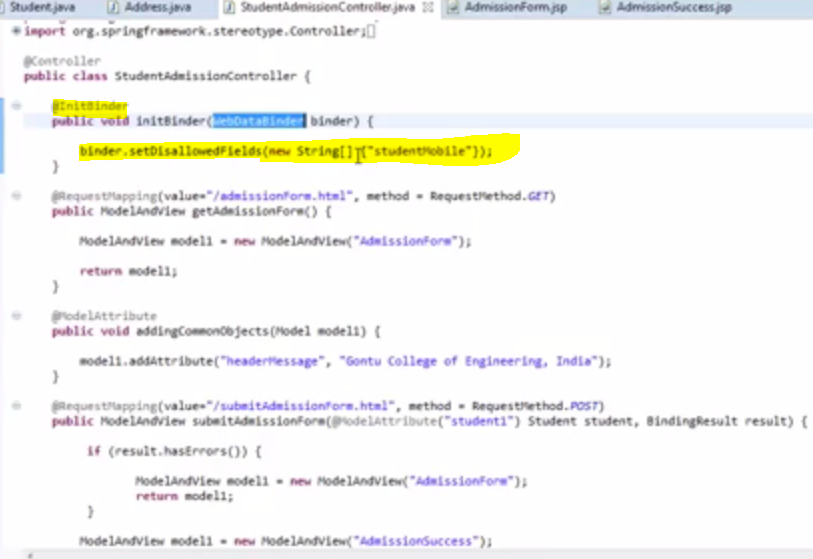 Student.java Address.java StudentAdmissionController.java AdmissionForm.jsp AdmissionSuccess.jsp
import org.springframework.stereotype.Controller;
@Controller
public class StudentAdmissionController {
@InitBinder
public void initBinder(WebDataBinder binder) {
binder.setDisallowedFields(new String[] {"studentMobile"});
}
@RequestMapping(value="/admissionForm.html", method = RequestMethod.GET)
public ModelAndView getAdmissionForm() {
ModelAndView model1 = new ModelAndView("AdmissionForm");
return model1;
}
@ModelAttribute
public void addingCommonObjects(Model model1) {
model1.addAttribute("headerMessage", "Gontu College of Engineering, India");
}
@RequestMapping(value="/submitAdmissionForm.html", method = RequestMethod.POST)
public ModelAndView submitAdmissionForm(@ModelAttribute("student1") Student student, BindingResult result) {
if (result.hasErrors()) {
ModelAndView model1 = new ModelAndView("AdmissionForm");
return model1;
}
ModelAndView model1 = new ModelAndView("AdmissionSuccess");